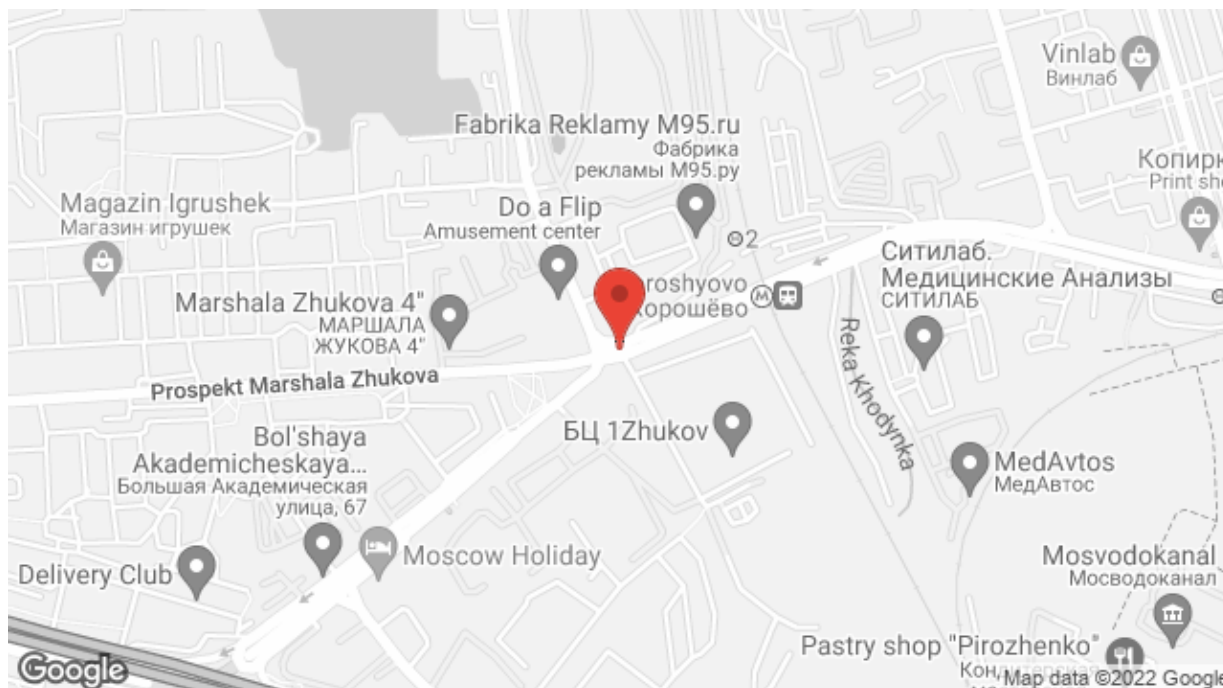 Vinlab
Винлаб
Fabrika Reklamy M95.ru
Фабрика
рекламы М95.ру
Копирк
Print sho
Magazin Igrushek
Магазин игрушек
Do a Flip
Amusement center
2
Ситилаб.
Медицинские Анализы
СИТИЛАБ
roshyovo
Хорошёво
M
Marshala Zhukova 4"
МАРШАЛА
ЖУКОВА 4"
Prospekt Marshala Zhukova
Reka Khodynka
БЦ 1Zhukov
Bol'shaya
Akademicheskaya...
Большая Академическая
улица, 67
MedAvtos
МедАвтос
Moscow Holiday
Delivery Club
Mosvodokanal
Мосводоканал
Pastry shop "Pirozhenko"
Кондитерская
Google
Map data ©2022 Google